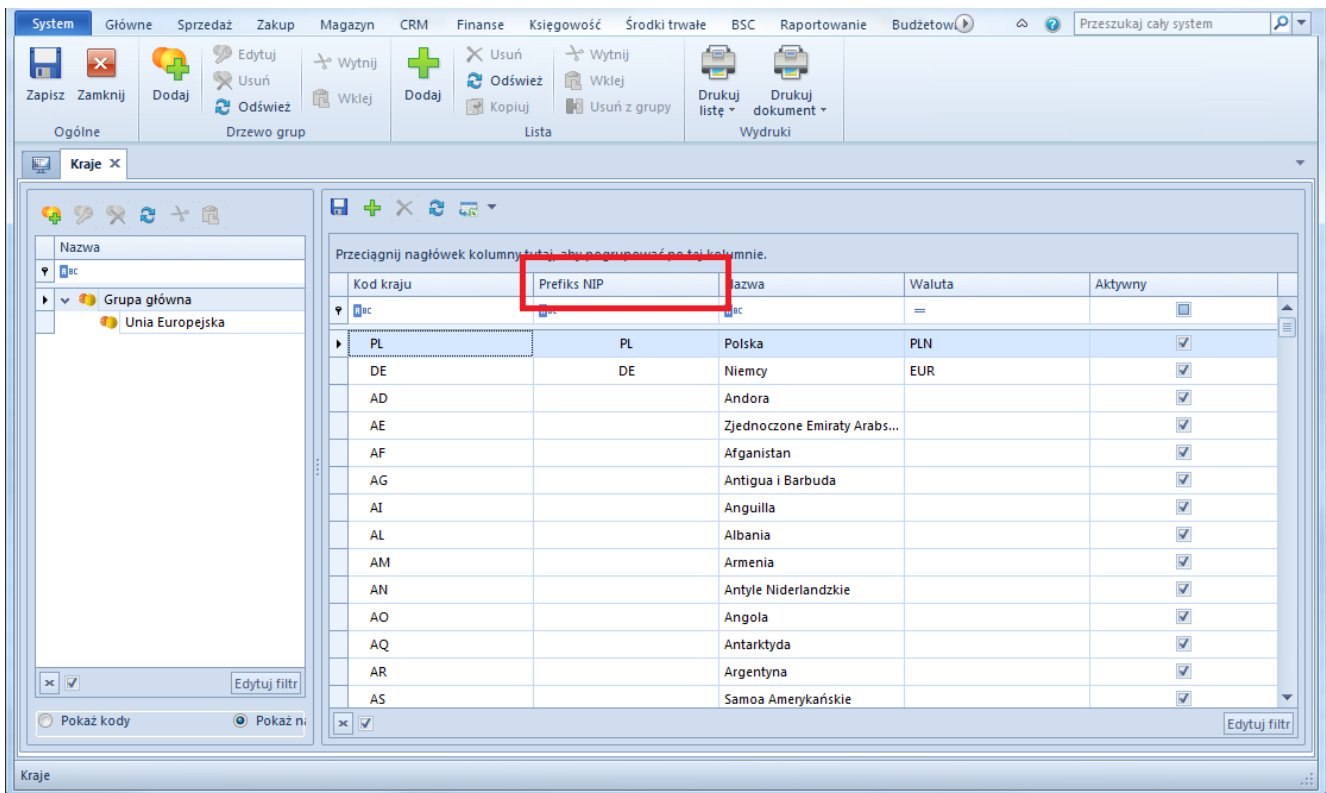 System Główne Sprzedaż Zakup Magazyn CRM Finanse Księgowość Środki trwałe BSC Raportowanie Budżetow Przeszukaj cały system
Zapisz Zamknij Dodaj Edytuj Usuń Odśwież Wytnij Wklej Dodaj Usuń Odśwież Kopiuj Wytnij Wklej Usuń z grupy Drukuj listę Drukuj dokument
Ogólne Drzewo grup Lista Wydruki
Kraje
Nazwa
ABC
Grupa główna
Unia Europejska
Edytuj filtr
Pokaż kody Pokaż na
Przeciągnij nagłówek kolumny tutaj, aby pogrupować po tej kolumnie.
Kod kraju Prefiks NIP Nazwa Waluta Aktywny
ABC ABC ABC =
PL PL Polska PLN
DE DE Niemcy EUR
AD Andora
AE Zjednoczone Emiraty Arabs...
AF Afganistan
AG Antigua i Barbuda
AI Anguilla
AL Albania
AM Armenia
AN Antyle Niderlandzkie
AO Angola
AQ Antarktyda
AR Argentyna
AS Samoa Amerykańskie
Edytuj filtr
Kraje